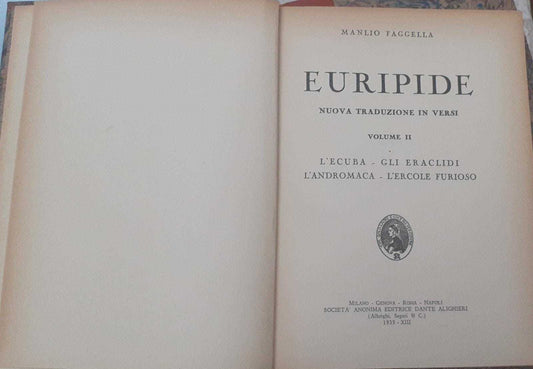 MANLIO FAGGELLA
EURIPIDE
NUOVA TRADUZIONE IN VERSI
VOLUME II
L'ECUBA - GLI ERACLIDI
L'ANDROMACA - L'ERCOLE FURIOSO
MILANO - GENOVA - ROMA - NAPOLI
SOCIETÀ ANONIMA EDITRICE DANTE ALIGHIERI
(Albrighi, Segati & C.)
1935 - XIII